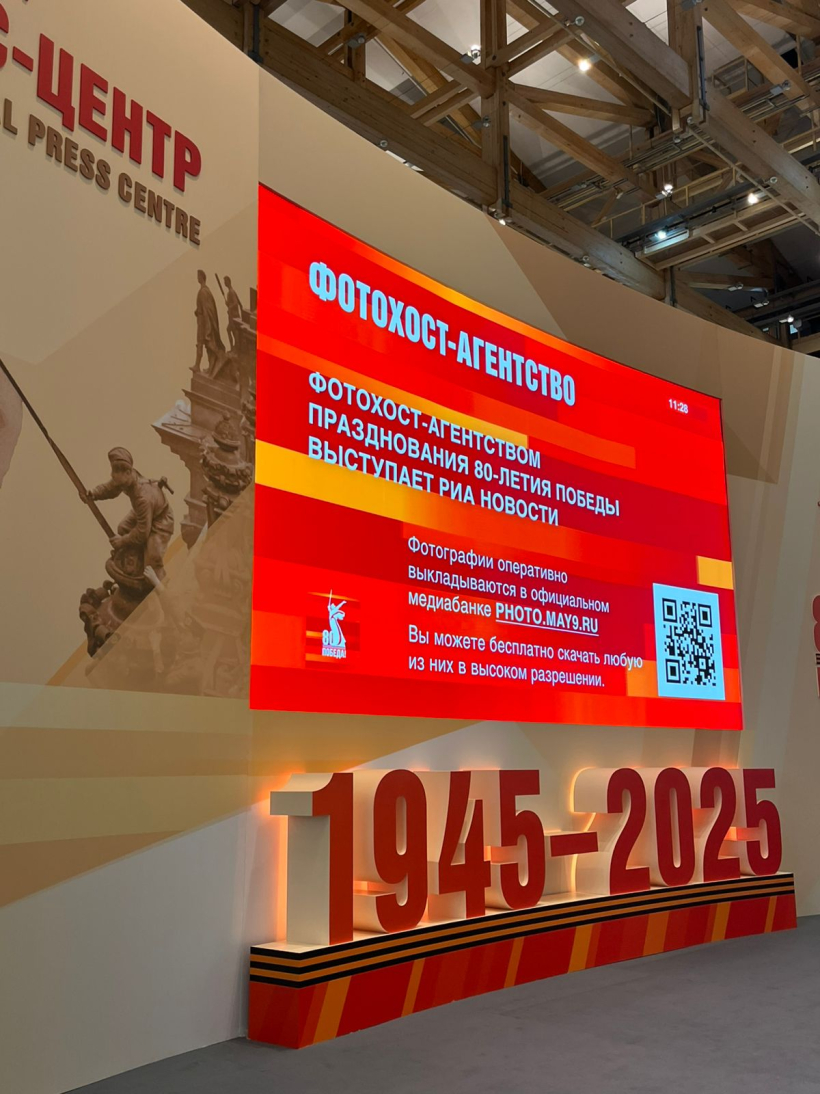 С-ЦЕНТР
L PRESS CENTRE
ФОТОХОСТ-АГЕНТСТВО
11:28
ФОТОХОСТ-АГЕНТСТВОМ
ПРАЗДНОВАНИЯ 80-ЛЕТИЯ ПОБЕДЫ
ВЫСТУПАЕТ РИА НОВОСТИ
Фотографии оперативно
выкладываются в официальном
медиабанке PHOTO.MAY9.RU
Вы можете бесплатно скачать любую
из них в высоком разрешении.
80
ПОБЕДА!
1945–2025